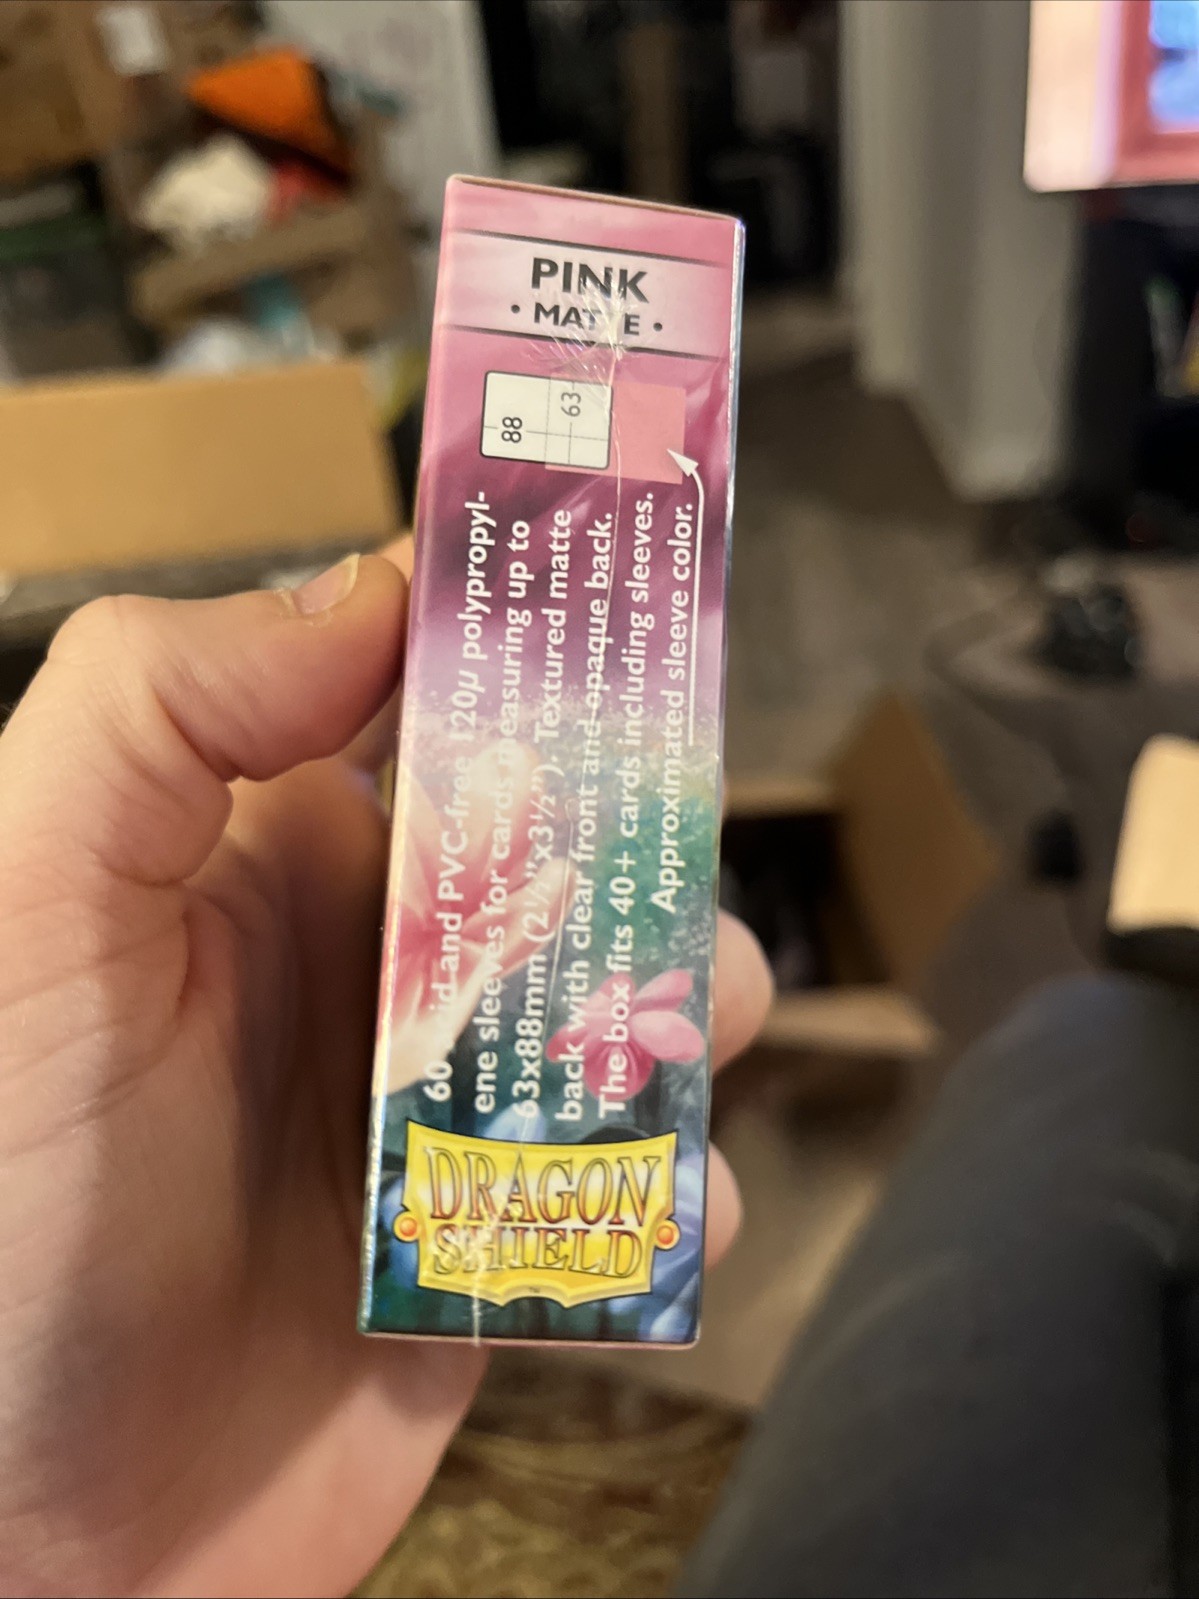 PINK
• MATTE •
88
63
60 acid and PVC-free 120μ polypropyl-
ene sleeves for cards measuring up to
63x88mm (2½"x3½"). Textured matte
back with clear front and opaque back.
The box fits 40+ cards including sleeves.
Approximated sleeve color.
DRAGON
SHIELD